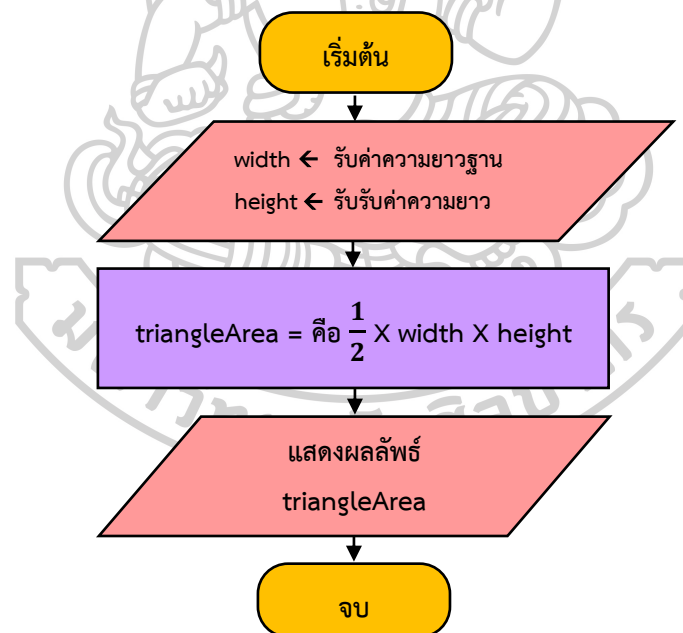 เริ่มต้น
width ← รับค่าความยาวฐาน
height ← รับรับค่าความยาว
triangleArea = คือ 1/2 X width X height
แสดงผลลัพธ์
triangleArea
จบ